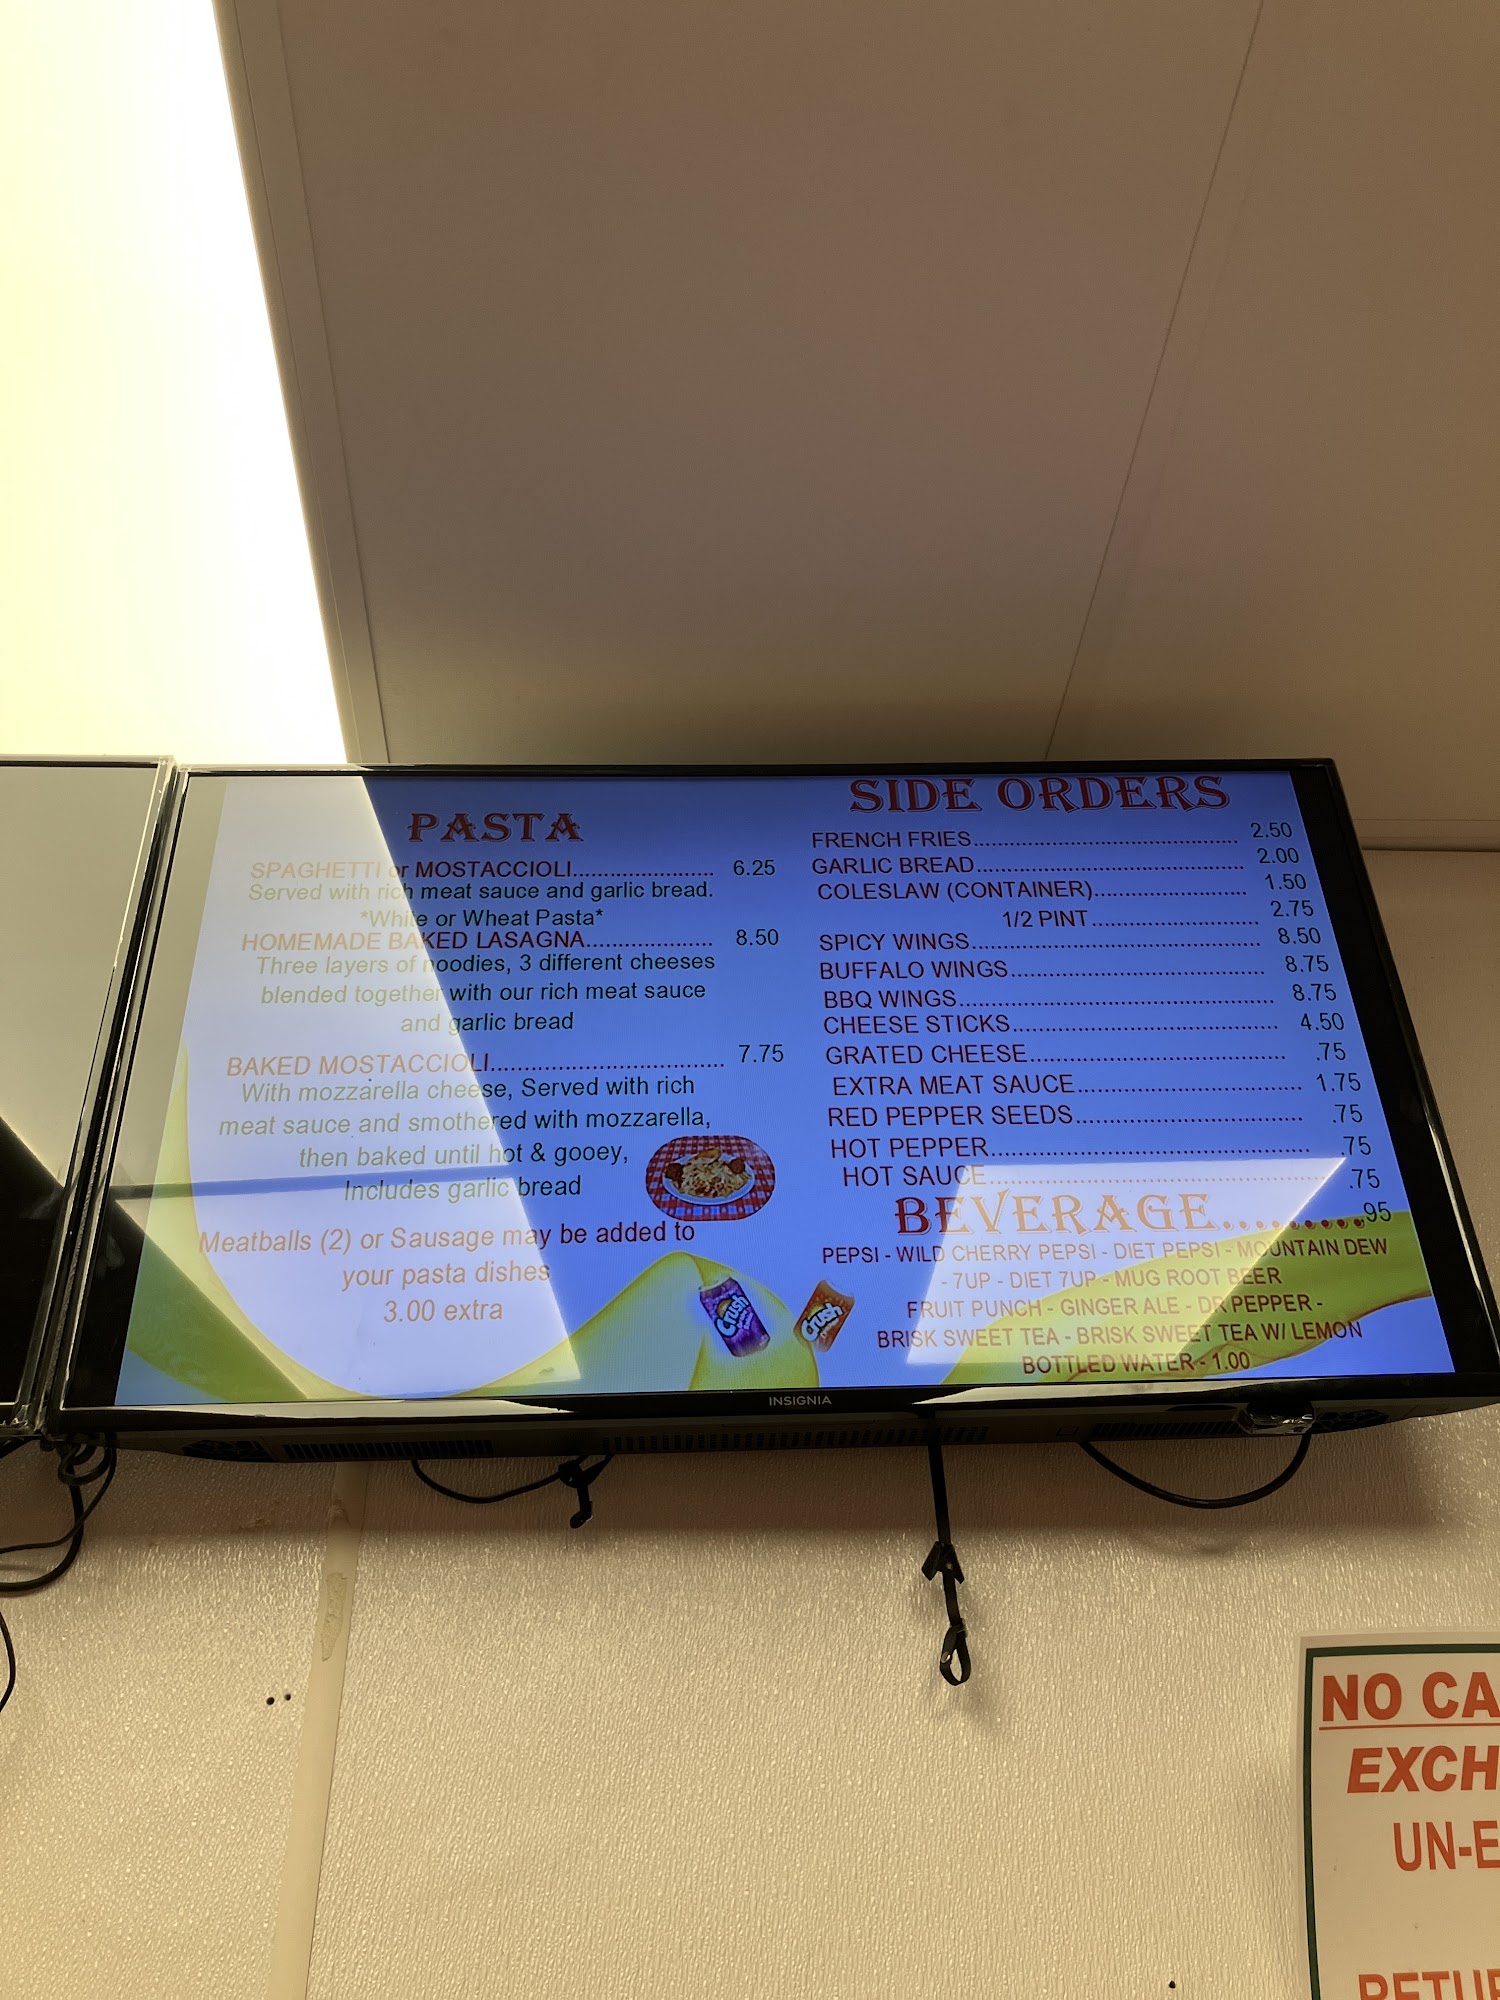 PASTA
SPAGHETTI or MOSTACCIOLI...................... 6.25
Served with rich meat sauce and garlic bread.
*White or Wheat Pasta*
HOMEMADE BAKED LASAGNA.................... 8.50
Three layers of noodles, 3 different cheeses
blended together with our rich meat sauce
and garlic bread
BAKED MOSTACCIOLI.................................. 7.75
With mozzarella cheese, Served with rich
meat sauce and smothered with mozzarella,
then baked until hot & gooey,
Includes garlic bread
Meatballs (2) or Sausage may be added to
your pasta dishes
3.00 extra
Crush
Crush
SIDE ORDERS
FRENCH FRIES.......................................... 2.50
GARLIC BREAD.......................................... 2.00
COLESLAW (CONTAINER)........................ 1.50
1/2 PINT.......................... 2.75
SPICY WINGS............................................. 8.50
BUFFALO WINGS........................................ 8.75
BBQ WINGS................................................. 8.75
CHEESE STICKS......................................... 4.50
GRATED CHEESE....................................... .75
EXTRA MEAT SAUCE.................................. 1.75
RED PEPPER SEEDS.................................. .75
HOT PEPPER............................................... .75
HOT SAUCE................................................. .75
BEVERAGE.........95
PEPSI - WILD CHERRY PEPSI - DIET PEPSI - MOUNTAIN DEW
- 7UP - DIET 7UP - MUG ROOT BEER
FRUIT PUNCH - GINGER ALE - DR PEPPER -
BRISK SWEET TEA - BRISK SWEET TEA W/ LEMON
BOTTLED WATER - 1.00
INSIGNIA
NO CA
EXCH
UN-E
RETU